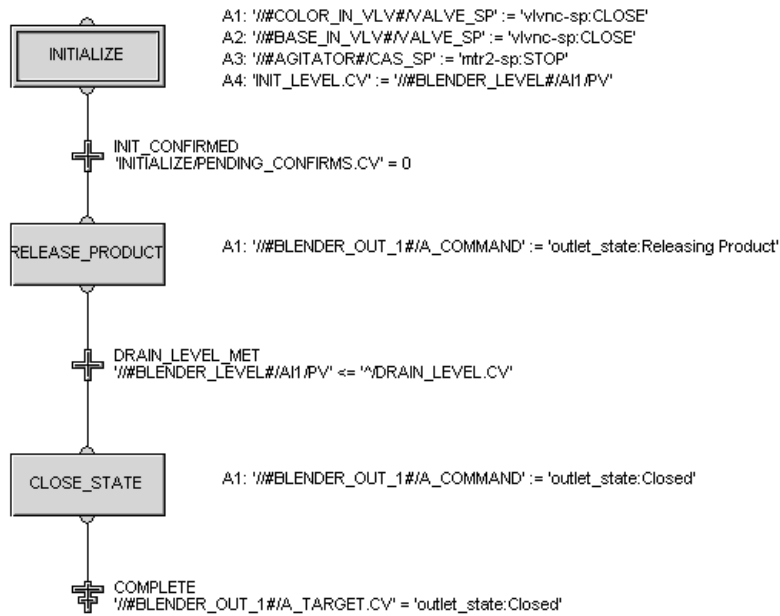 A1: '//#COLOR_IN_VLV#/VALVE_SP' := 'vlvnc-sp:CLOSE'
A2: '//#BASE_IN_VLV#/VALVE_SP' := 'vlvnc-sp:CLOSE'
INITIALIZE
A3: '//#AGITATOR#/CAS_SP' := 'mtr2-sp:STOP'
A4: 'INIT_LEVEL.CV' := '//#BLENDER_LEVEL#/AI1/PV'
INIT_CONFIRMED
'INITIALIZE/PENDING_CONFIRMS.CV' = 0
RELEASE_PRODUCT
A1: '//#BLENDER_OUT_1#/A_COMMAND' := 'outlet_state:Releasing Product'
DRAIN_LEVEL_MET
'//#BLENDER_LEVEL#/AI1/PV' <= '^/DRAIN_LEVEL.CV'
CLOSE_STATE
A1: '//#BLENDER_OUT_1#/A_COMMAND' := 'outlet_state:Closed'
COMPLETE
'//#BLENDER_OUT_1#/A_TARGET.CV' = 'outlet_state:Closed'